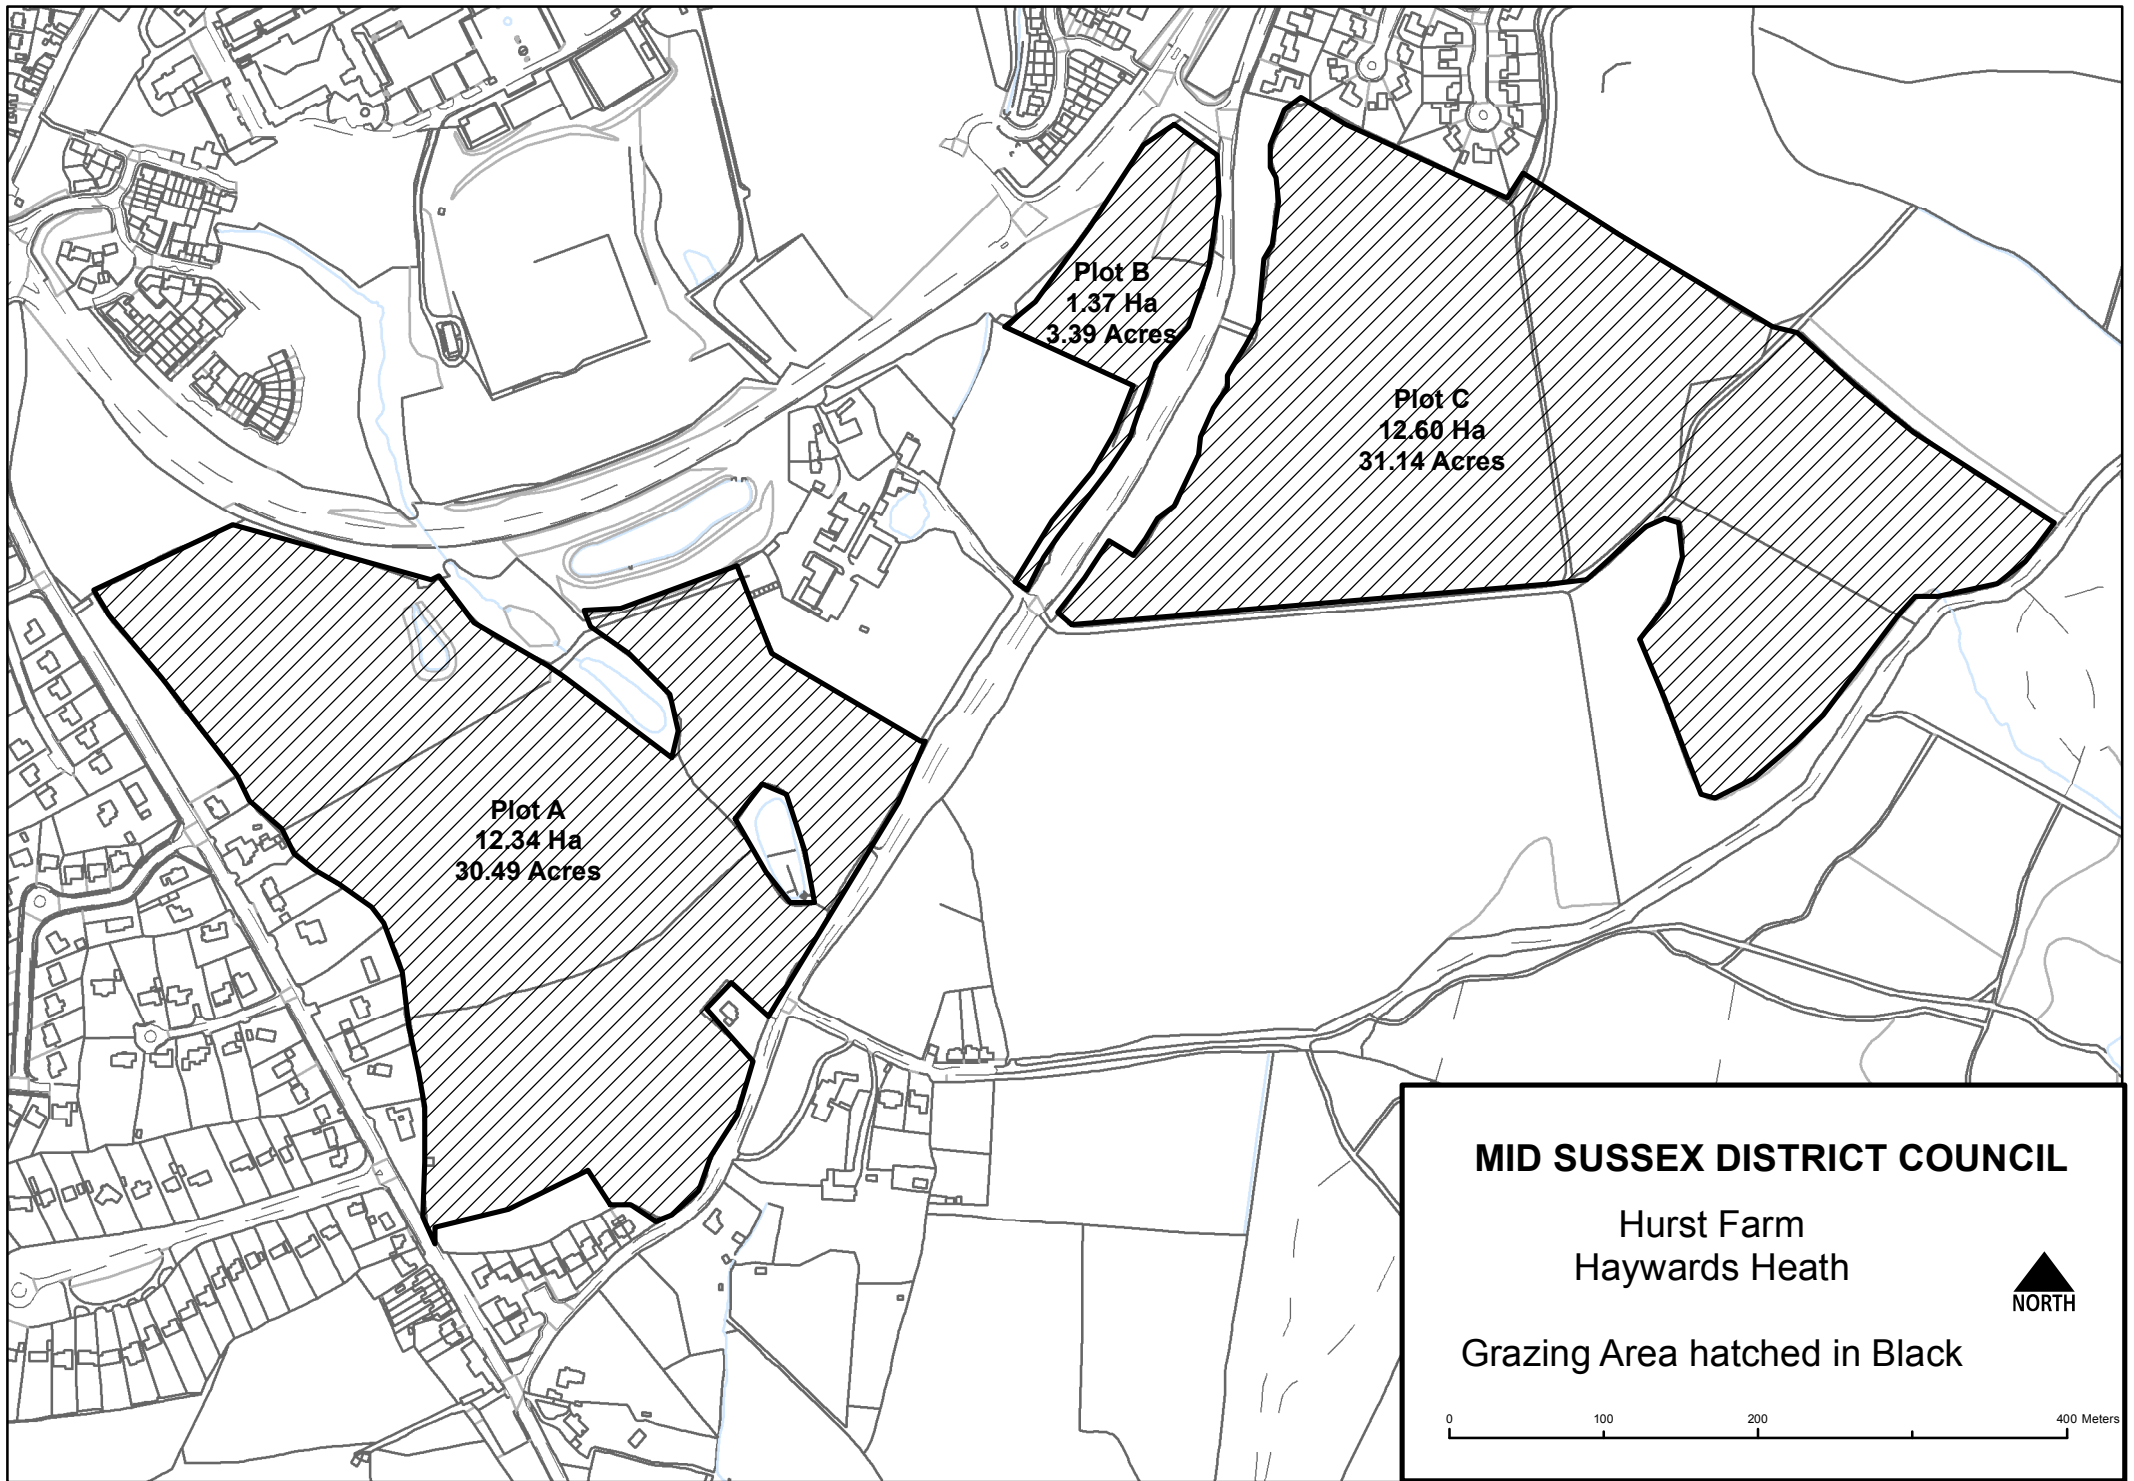 Plot B
1.37 Ha
3.39 Acres
Plot C
12.60 Ha
31.14 Acres
Plot A
12.34 Ha
30.49 Acres
MID SUSSEX DISTRICT COUNCIL
Hurst Farm
Haywards Heath
NORTH
Grazing Area hatched in Black
0 100 200 400 Meters